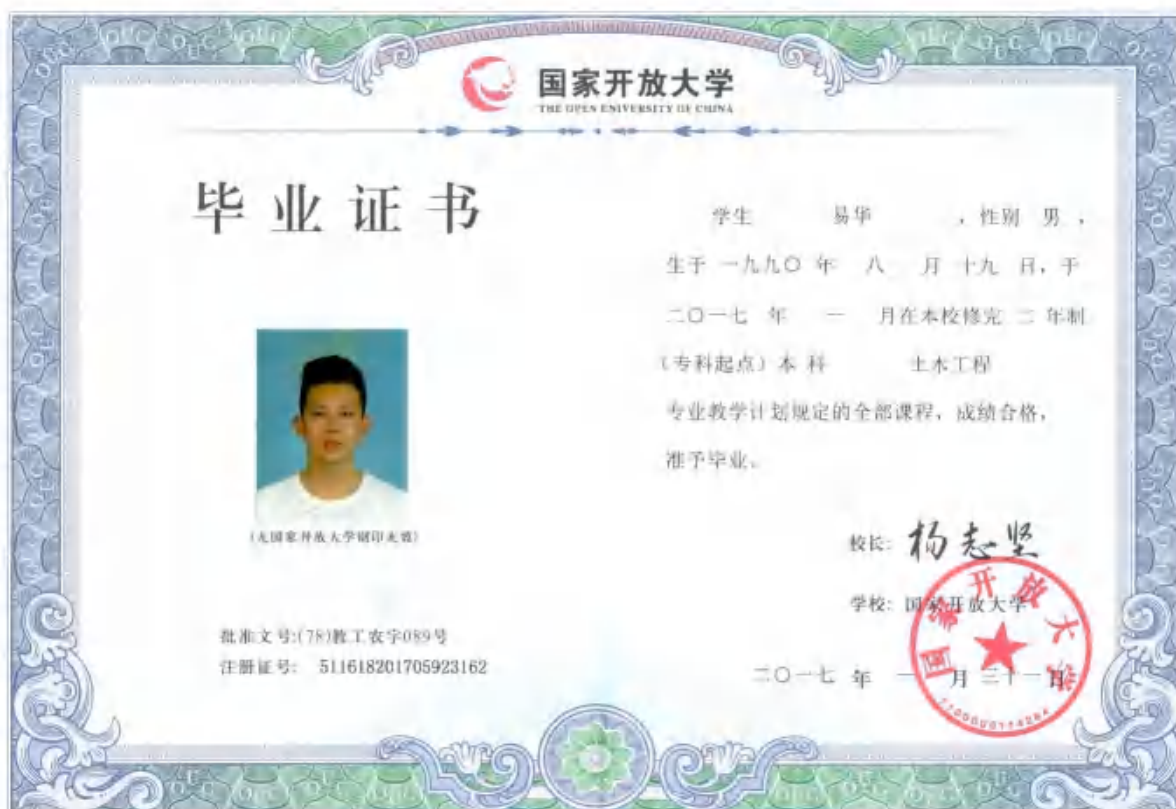 国家开放大学
THE OPEN UNIVERSITY OF CHINA
毕业证书
学生 易华 ,性别 男 ,
生于 一九九〇 年 八 月 十九 日,于
二〇一七 年 一 月在本校修完 二 年制
(专科起点)本 科 土木工程
专业教学计划规定的全部课程,成绩合格,
准予毕业。
(无国家开放大学钢印无效)
校长: 杨志坚
学校: 国家开放大学
国家开放大学
批准文号:(78)教工农字089号
注册证号: 511618201705923162
二〇一七 年 一 月 三十一 日